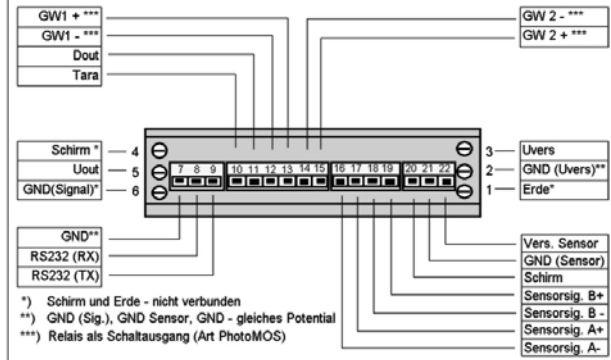 GW1 + ***
GW1 - ***
Dout
Tara
GW 2 - ***
GW 2 + ***
Schirm * 4
Uout 5
GND(Signal)* 6
7 8 9 10 11 12 13 14 15 16 17 18 19 20 21 22
3 Uvers
2 GND (Uvers)**
1 Erde*
GND**
RS232 (RX)
RS232 (TX)
Vers. Sensor
GND (Sensor)
Schirm
Sensorsig. B+
Sensorsig. B -
Sensorsig. A+
Sensorsig. A-
*) Schirm und Erde - nicht verbunden
**) GND (Sig.), GND Sensor, GND - gleiches Potential
***) Relais als Schaltausgang (Art PhotoMOS)